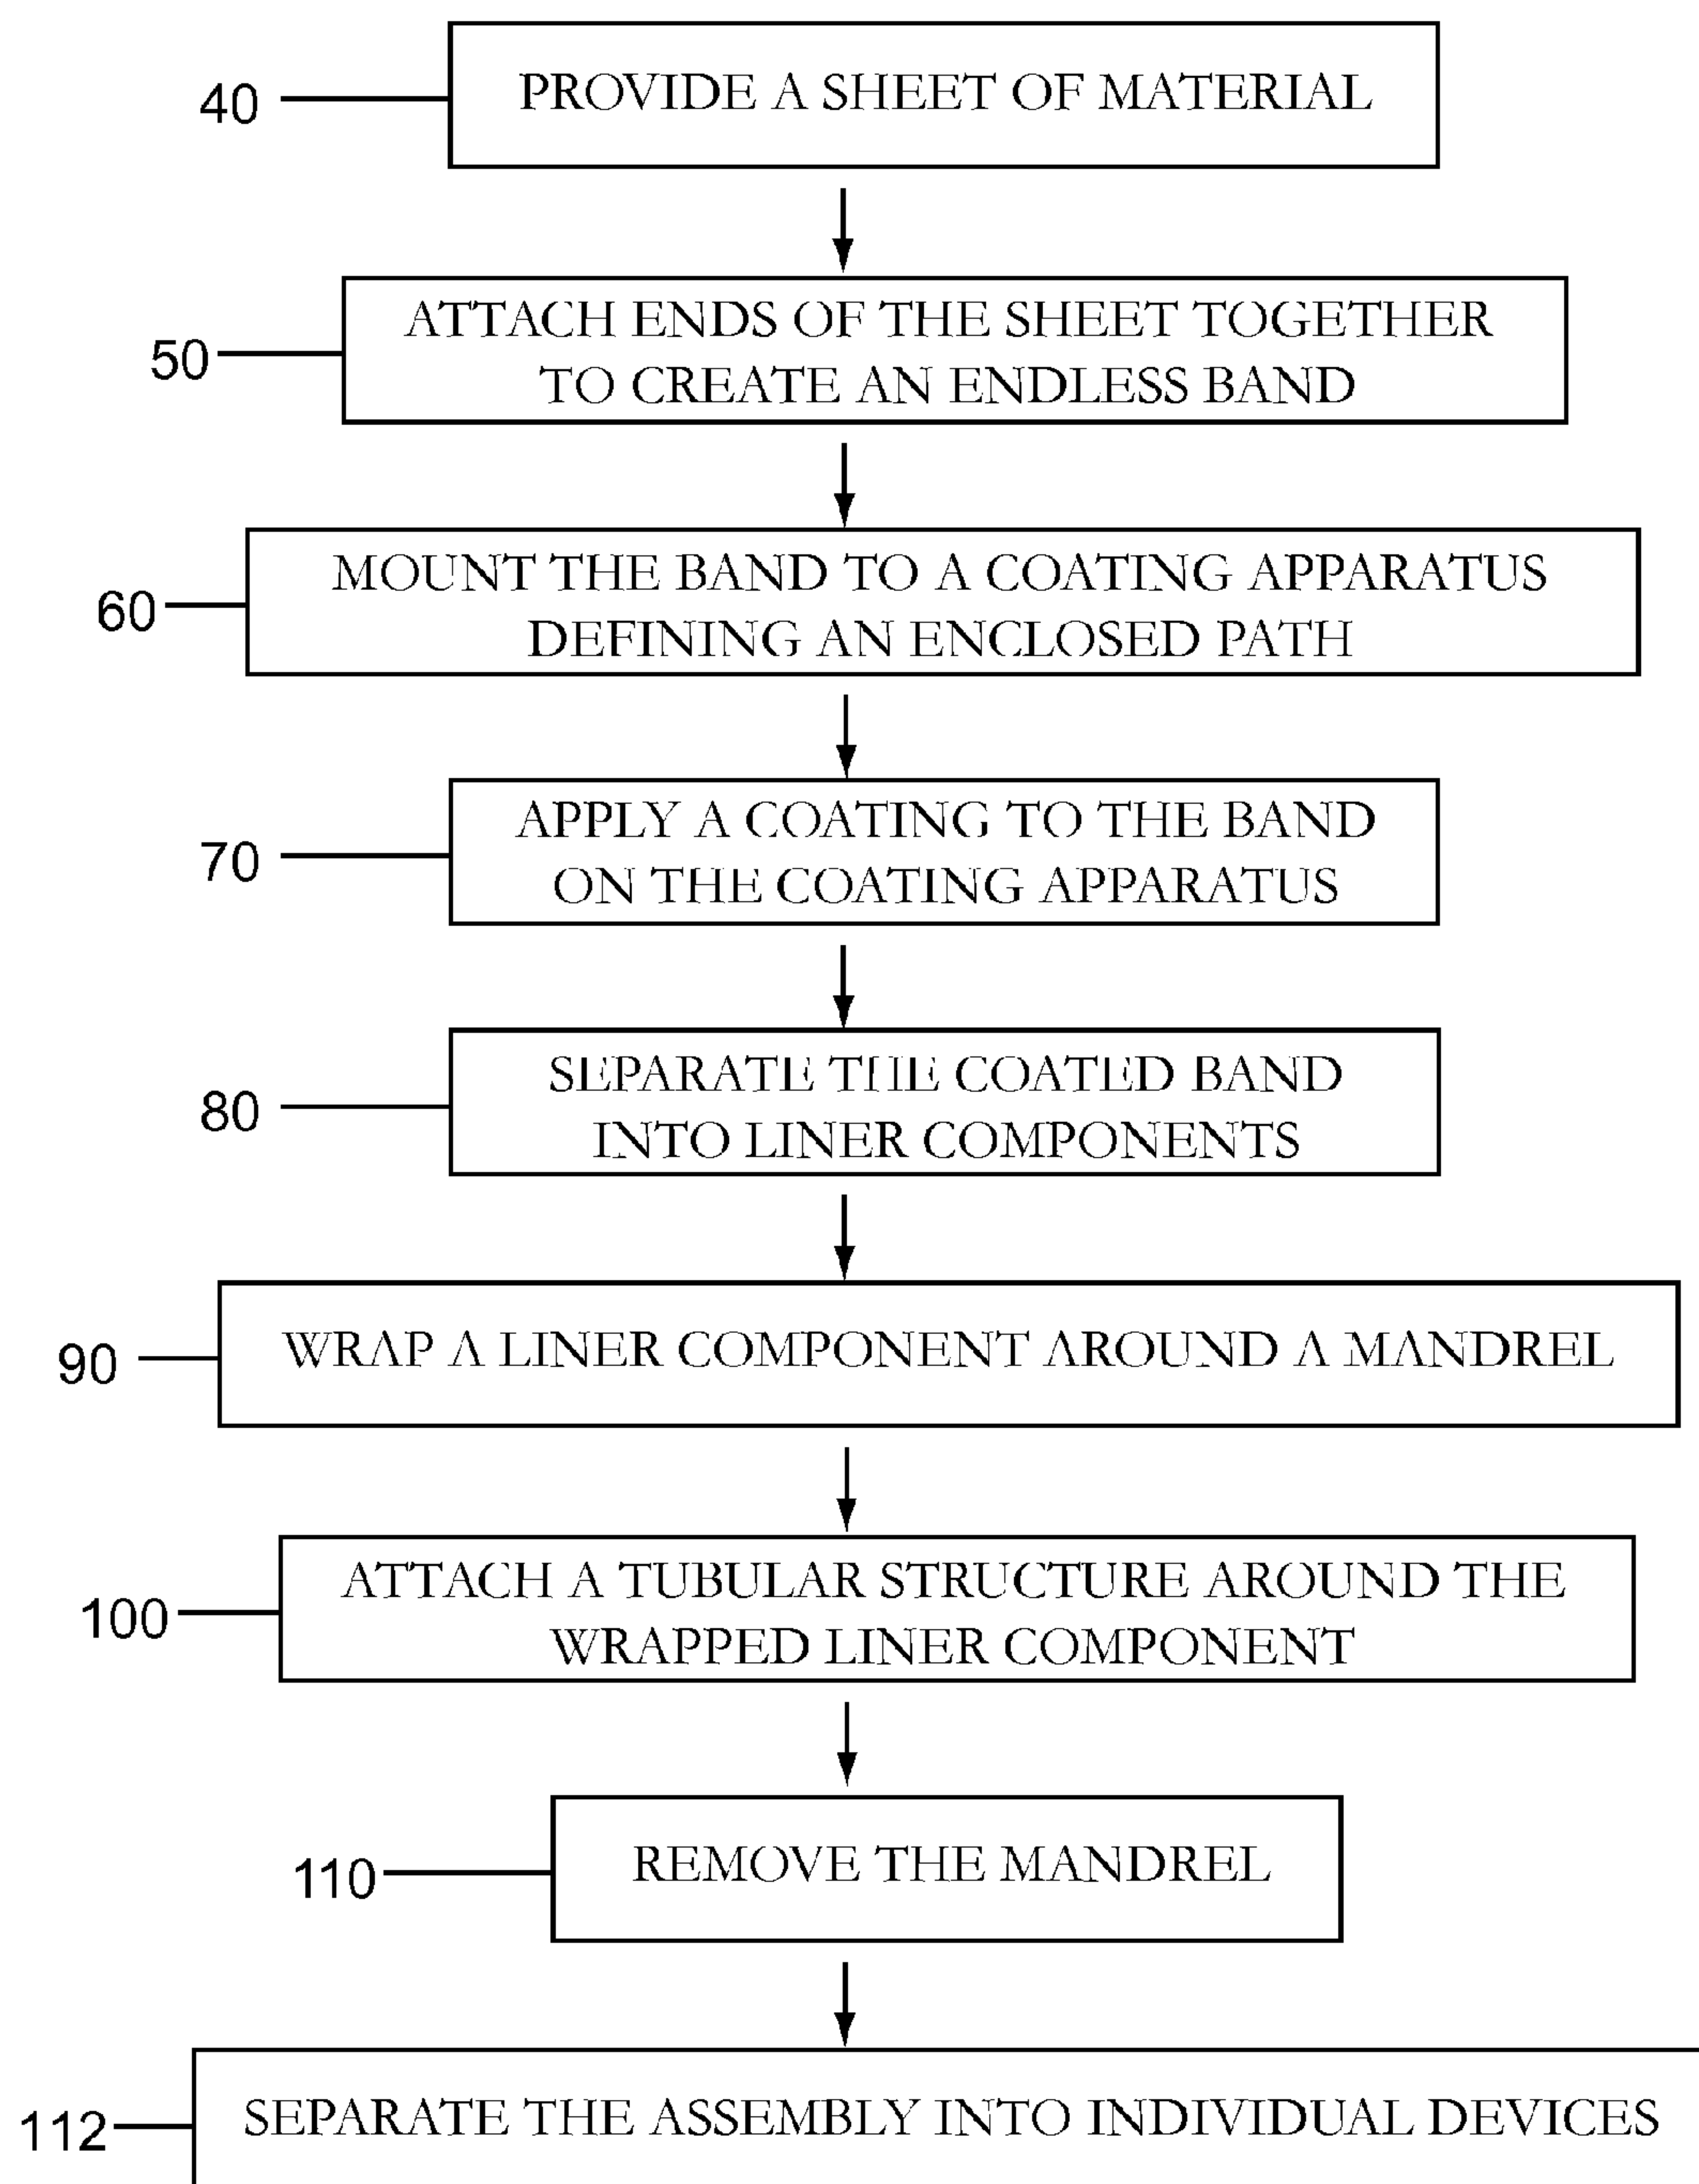 40
PROVIDE A SHEET OF MATERIAL
50
ATTACH ENDS OF THE SHEET TOGETHER
TO CREATE AN ENDLESS BAND
60
MOUNT THE BAND TO A COATING APPARATUS
DEFINING AN ENCLOSED PATH
70
APPLY A COATING TO THE BAND
ON THE COATING APPARATUS
80
SEPARATE THE COATED BAND
INTO LINER COMPONENTS
90
WRAP A LINER COMPONENT AROUND A MANDREL
100
ATTACH A TUBULAR STRUCTURE AROUND THE
WRAPPED LINER COMPONENT
110
REMOVE THE MANDREL
112
SEPARATE THE ASSEMBLY INTO INDIVIDUAL DEVICES